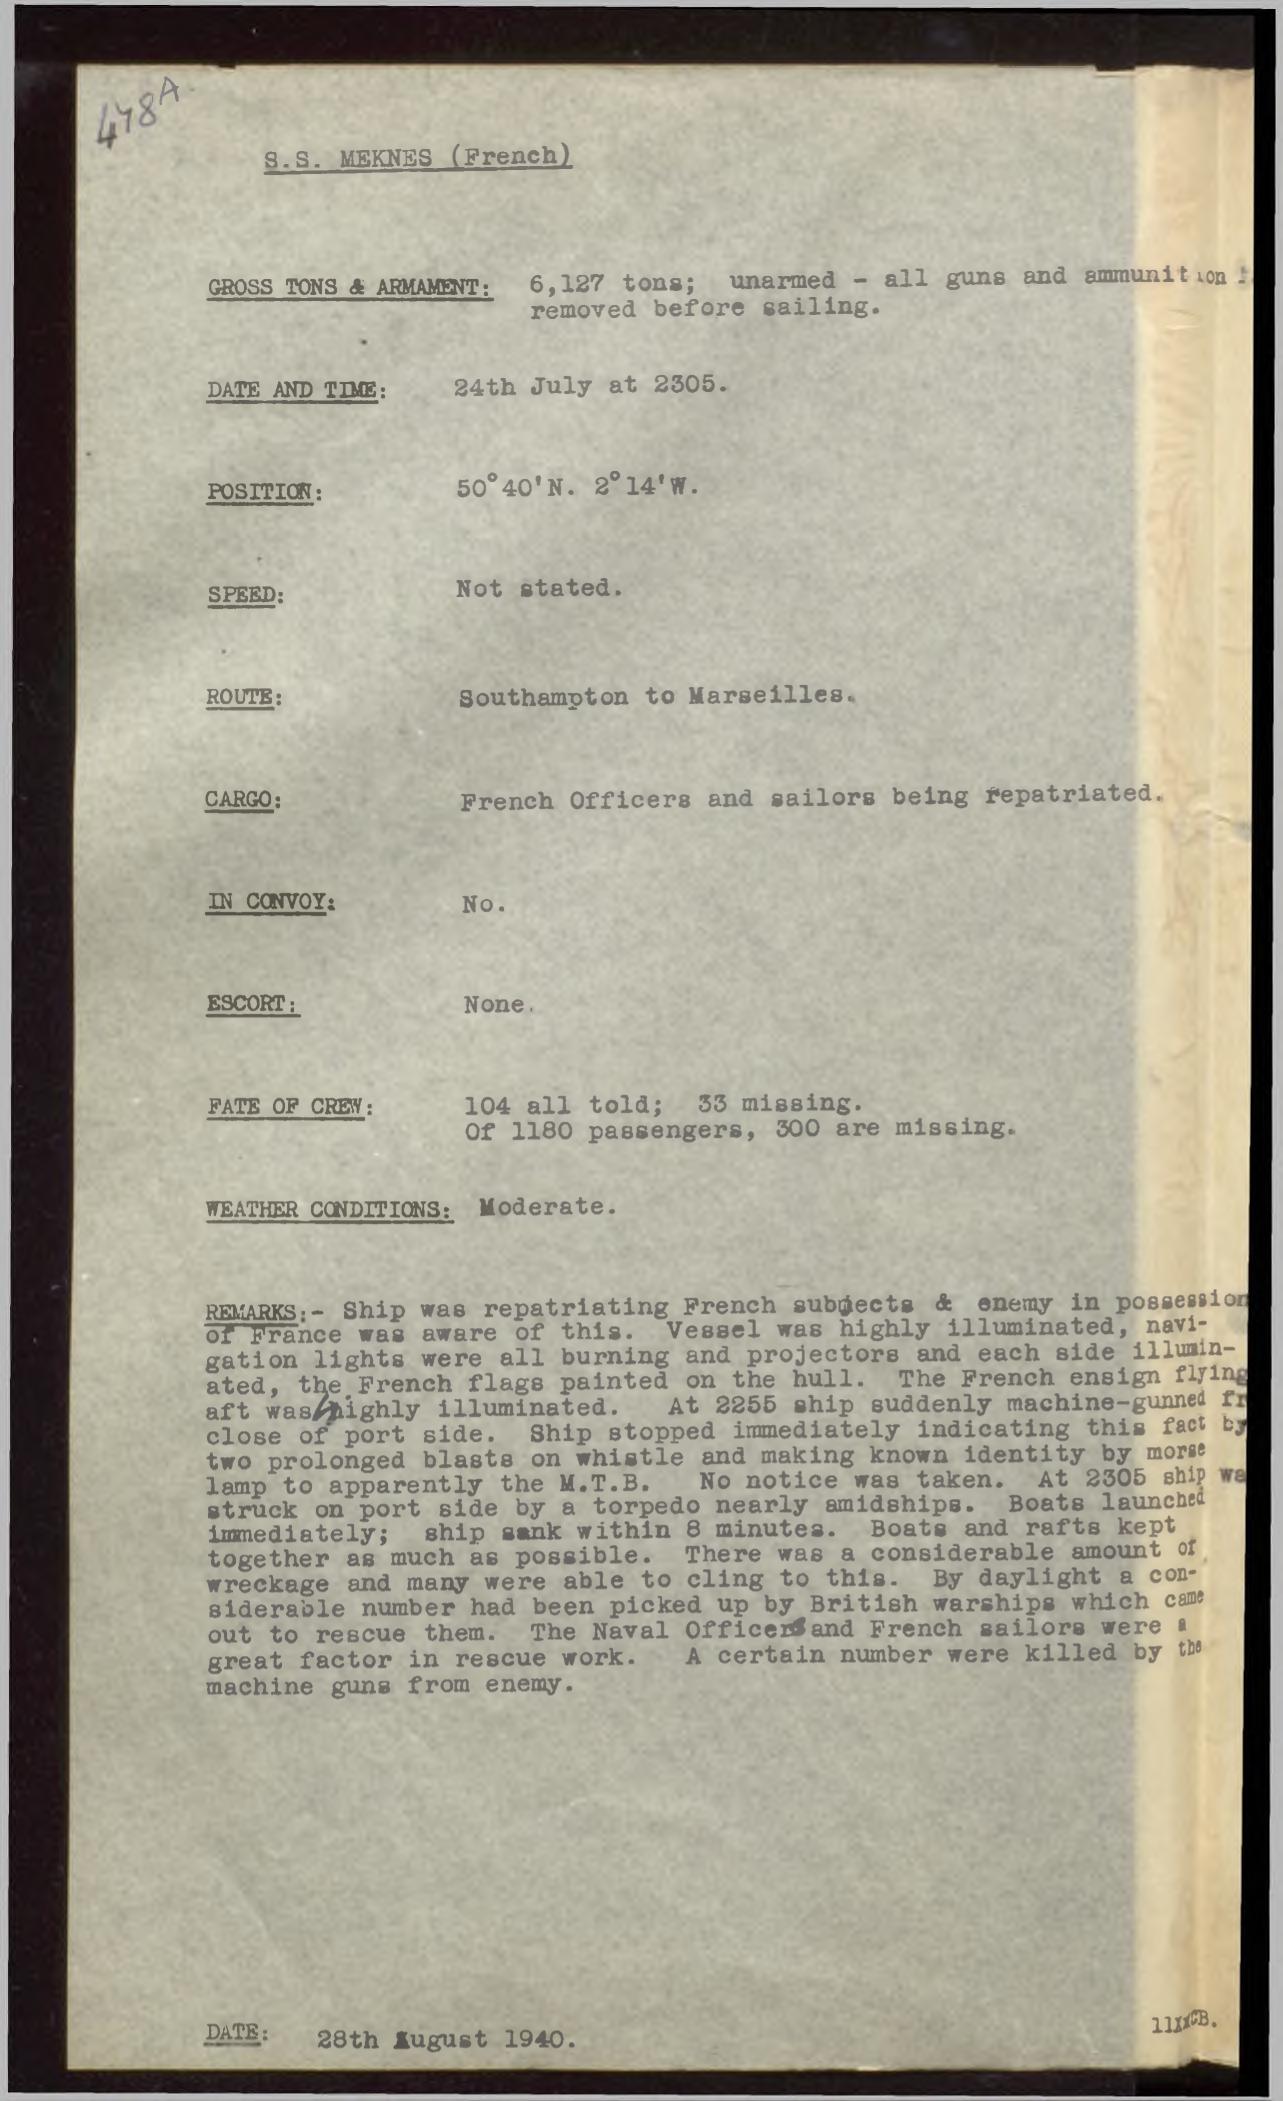 478A
S.S. MEKNES (French)
GROSS TONS & ARMAMENT: 6,127 tons; unarmed - all guns and ammunition
removed before sailing.
DATE AND TIME: 24th July at 2305.
POSITION: 50°40'N. 2°14'W.
SPEED: Not stated.
ROUTE: Southampton to Marseilles.
CARGO: French Officers and sailors being repatriated.
IN CONVOY: No.
ESCORT: None.
FATE OF CREW: 104 all told; 33 missing.
Of 1180 passengers, 300 are missing.
WEATHER CONDITIONS: Moderate.
REMARKS:- Ship was repatriating French subjects & enemy in possession
of France was aware of this. Vessel was highly illuminated, navi-
gation lights were all burning and projectors and each side illumin-
ated, the French flags painted on the hull. The French ensign flying
aft was highly illuminated. At 2255 ship suddenly machine-gunned fr
close of port side. Ship stopped immediately indicating this fact by
two prolonged blasts on whistle and making known identity by morse
lamp to apparently the M.T.B. No notice was taken. At 2305 ship wa
struck on port side by a torpedo nearly amidships. Boats launched
immediately; ship sank within 8 minutes. Boats and rafts kept
together as much as possible. There was a considerable amount of
wreckage and many were able to cling to this. By daylight a con-
siderable number had been picked up by British warships which came
out to rescue them. The Naval Officers and French sailors were a
great factor in rescue work. A certain number were killed by the
machine guns from enemy.
DATE: 28th August 1940.